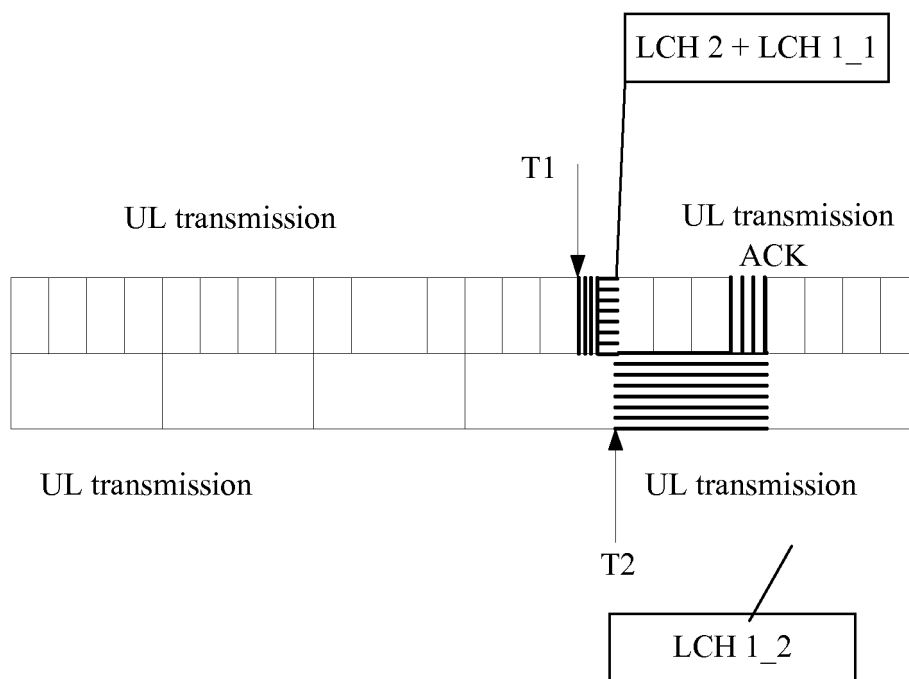 LCH 2 + LCH 1_1
T1
UL transmission
UL transmission
ACK
UL transmission
UL transmission
T2
LCH 1_2